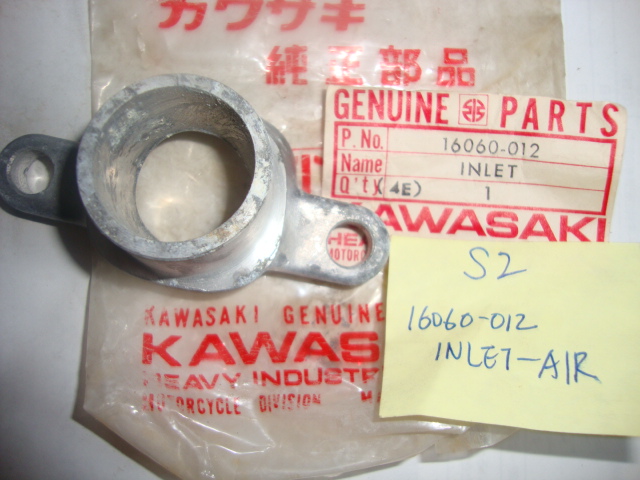 カワサキ
純正部品
GENUINE PARTS
P.No. 16060-012
Name INLET
Q't (4E) 1
KAWASAKI
S2
16060-012
INLET-AIR
KAWASAKI GENUINE
KAWAS
HEAVY INDUSTR
MOTORCYCLE DIVISION